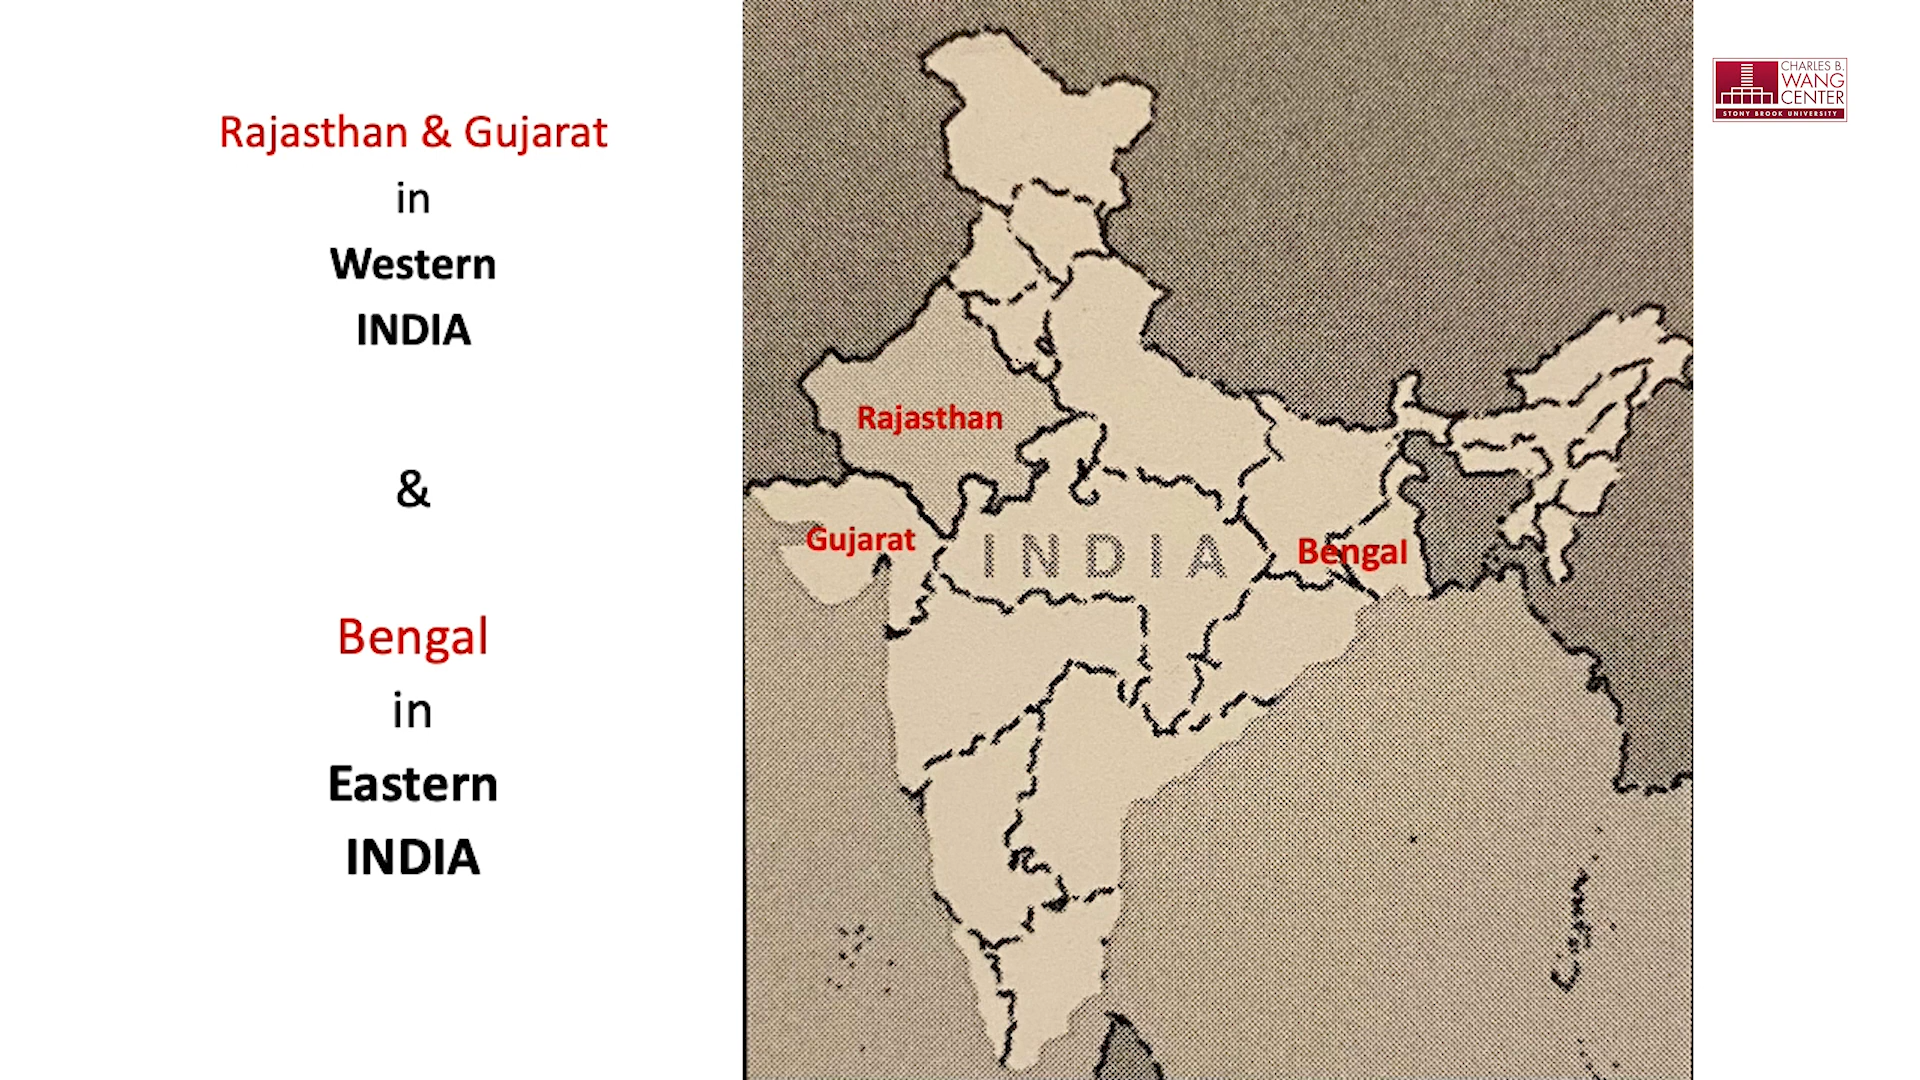 Rajasthan & Gujarat
in
Western
INDIA
&
Bengal
in
Eastern
INDIA
Rajasthan
Gujarat
INDIA
Bengal
CHARLES B.
WANG
CENTER
STONY BROOK UNIVERSITY